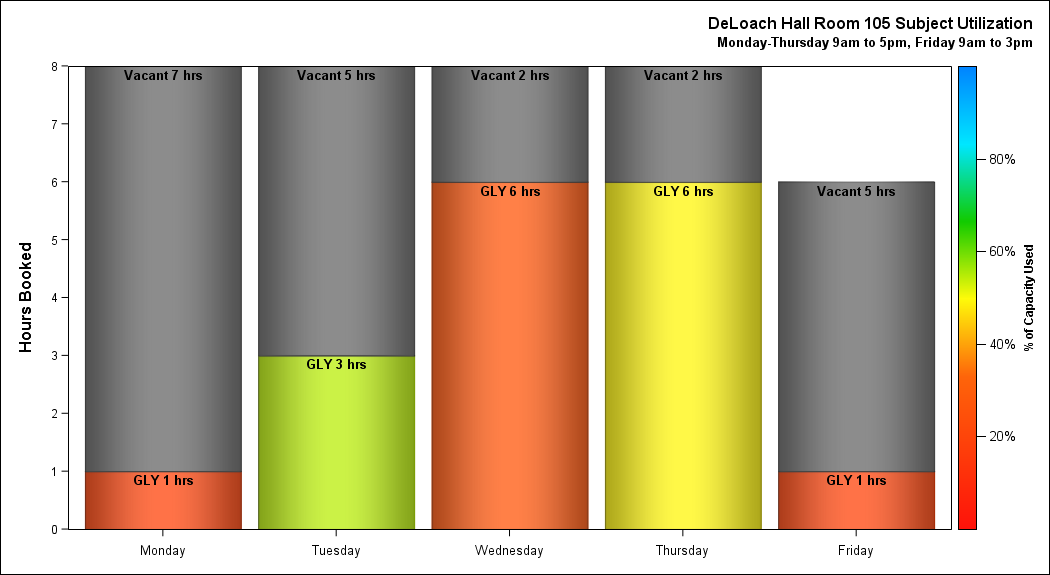 DeLoach Hall Room 105 Subject Utilization
Monday-Thursday 9am to 5pm, Friday 9am to 3pm
Hours Booked
8
7
6
5
4
3
2
1
0
Vacant 7 hrs
GLY 1 hrs
Vacant 5 hrs
GLY 3 hrs
Vacant 2 hrs
GLY 6 hrs
Vacant 2 hrs
GLY 6 hrs
Vacant 5 hrs
GLY 1 hrs
Monday
Tuesday
Wednesday
Thursday
Friday
80%
60%
40%
20%
% of Capacity Used